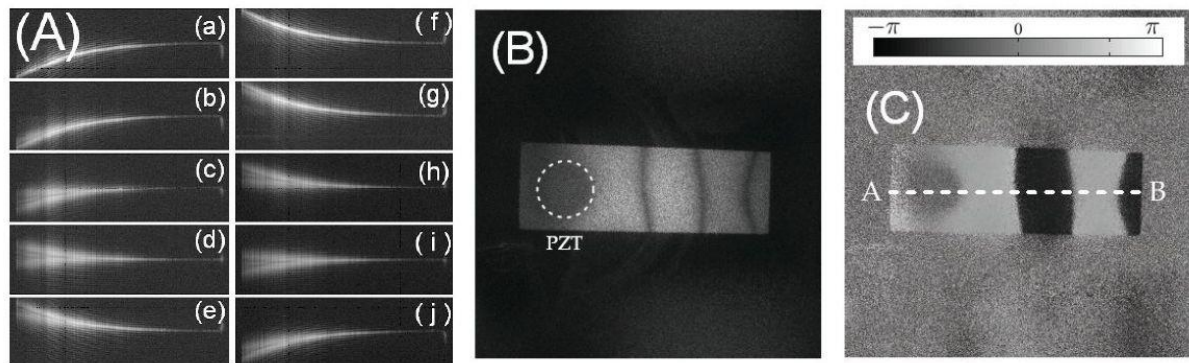 (A)
(a)
(b)
(c)
(d)
(e)
(f)
(g)
(h)
(i)
(j)
(B)
PZT
−π 0 π
(C)
A B